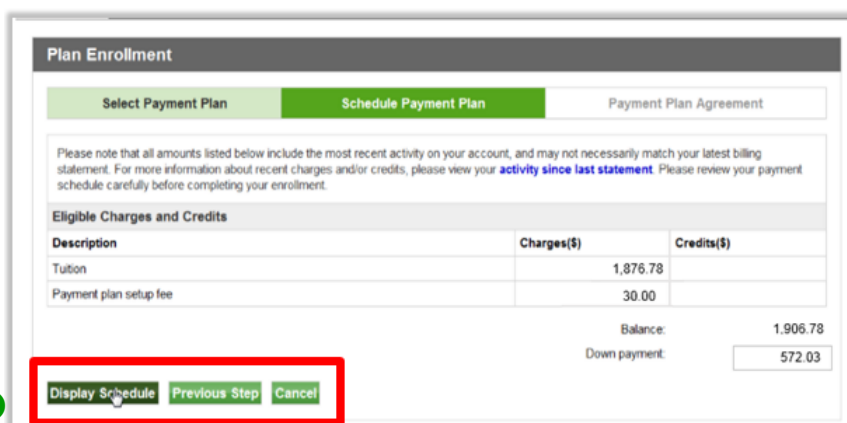 Plan Enrollment
Select Payment Plan Schedule Payment Plan Payment Plan Agreement
Please note that all amounts listed below include the most recent activity on your account, and may not necessarily match your latest billing
statement. For more information about recent charges and/or credits, please view your activity since last statement. Please review your payment
schedule carefully before completing your enrollment.
Eligible Charges and Credits
Description Charges($) Credits($)
Tuition 1,876.78
Payment plan setup fee 30.00
Balance: 1.906.78
Down payment: 572.03
Display Schedule Previous Step Cancel